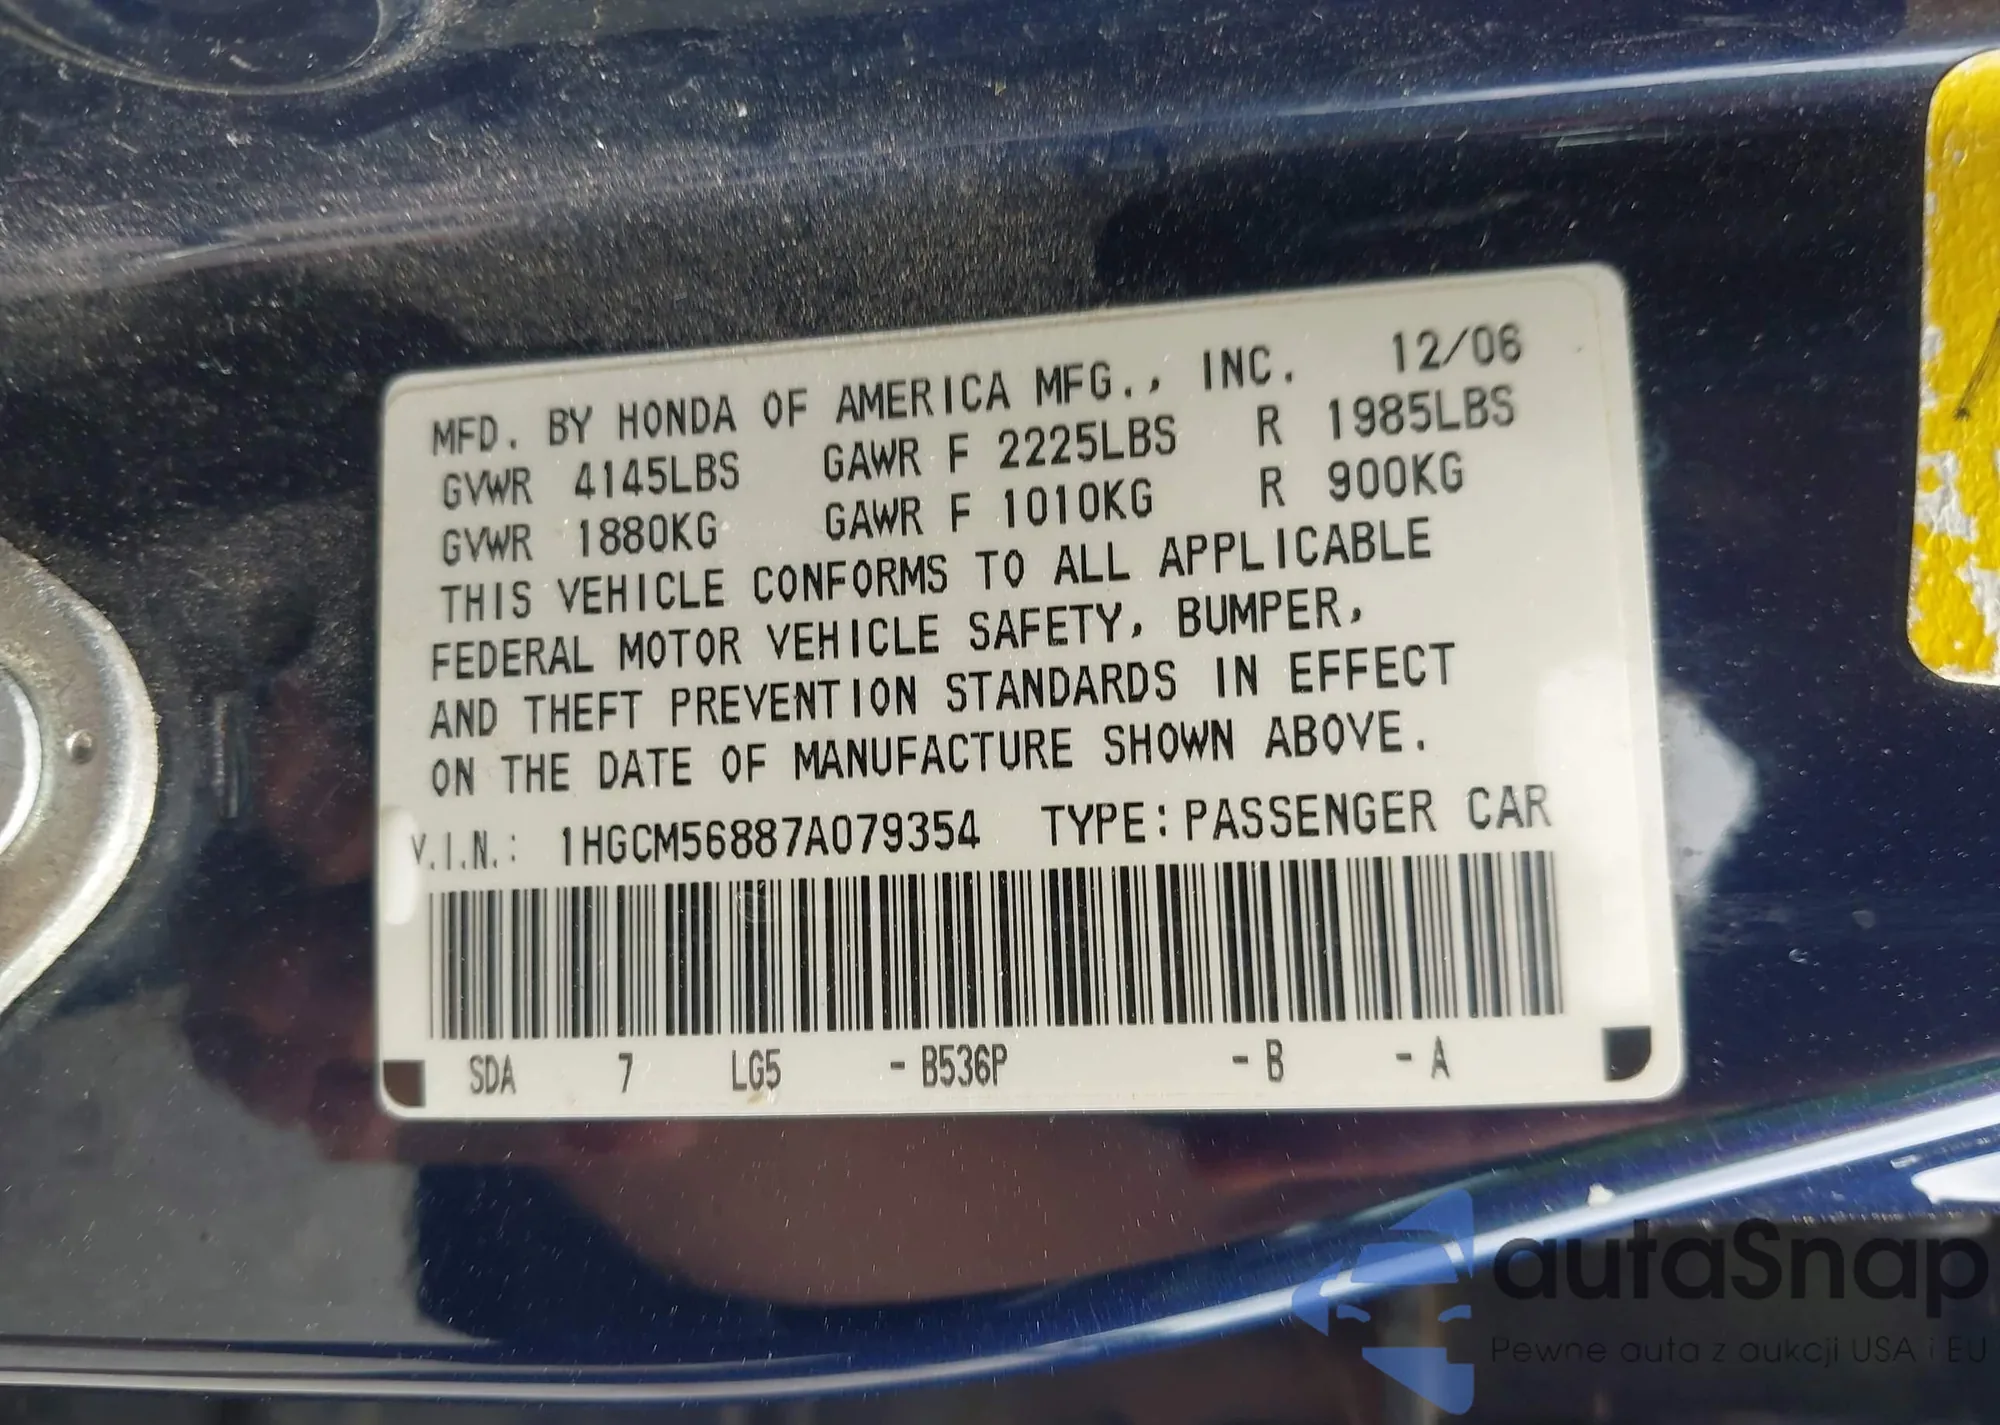 MFD. BY HONDA OF AMERICA MFG., INC. 12/06
GVWR 4145LBS GAWR F 2225LBS R 1985LBS
GVWR 1880KG GAWR F 1010KG R 900KG
THIS VEHICLE CONFORMS TO ALL APPLICABLE
FEDERAL MOTOR VEHICLE SAFETY, BUMPER,
AND THEFT PREVENTION STANDARDS IN EFFECT
ON THE DATE OF MANUFACTURE SHOWN ABOVE.
V.I.N.: 1HGCM56887A079354 TYPE:PASSENGER CAR
SDA 7 LG5 -B536P -B -A
autaSnap
Pewne auta z aukcji USA i EU